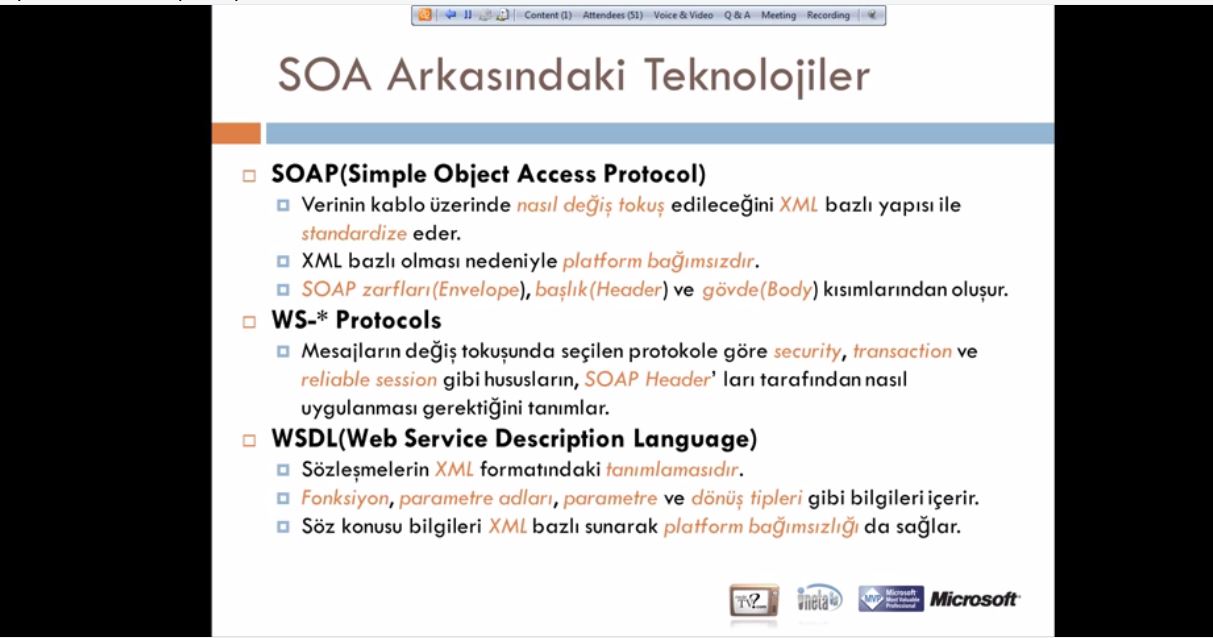 Content (1) Attendees (51) Voice & Video Q & A Meeting Recording
SOA Arkasındaki Teknolojiler
SOAP(Simple Object Access Protocol)
Verinin kablo üzerinde nasıl değiş tokuş edileceğini XML bazlı yapısı ile
standardize eder.
XML bazlı olması nedeniyle platform bağımsızdır.
SOAP zarfları(Envelope), başlık(Header) ve gövde(Body) kısımlarından oluşur.
WS-* Protocols
Mesajların değiş tokuşunda seçilen protokole göre security, transaction ve
reliable session gibi hususların, SOAP Header' ları tarafından nasıl
uygulanması gerektiğini tanımlar.
WSDL(Web Service Description Language)
Sözleşmelerin XML formatındaki tanımlamasıdır.
Fonksiyon, parametre adları, parametre ve dönüş tipleri gibi bilgileri içerir.
Söz konusu bilgileri XML bazlı sunarak platform bağımsızlığı da sağlar.
TV?.com ineta MVP Microsoft Most Valuable Professional Microsoft